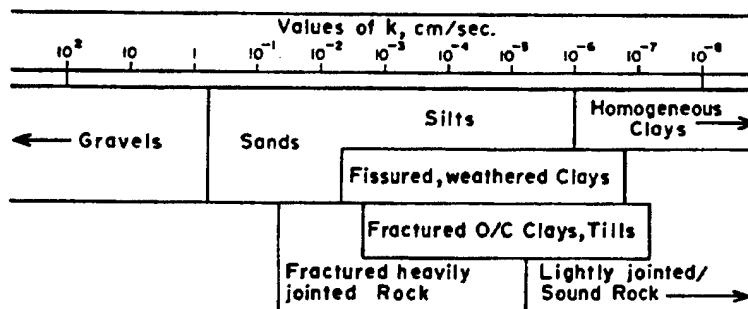 Values of k, cm/sec.
10² 10 1 10⁻¹ 10⁻² 10⁻³ 10⁻⁴ 10⁻⁵ 10⁻⁶ 10⁻⁷ 10⁻⁸
Gravels
Sands
Silts
Homogeneous
Clays
Fissured, weathered Clays
Fractured O/C Clays, Tills
Fractured heavily
jointed Rock
Lightly jointed/
Sound Rock